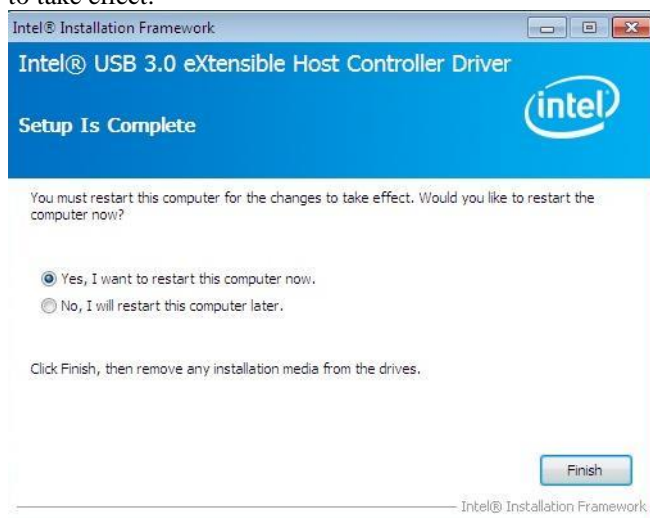 to take effect.
Intel® Installation Framework
Intel® USB 3.0 eXtensible Host Controller Driver
intel
Setup Is Complete
You must restart this computer for the changes to take effect. Would you like to restart the
computer now?
Yes, I want to restart this computer now.
No, I will restart this computer later.
Click Finish, then remove any installation media from the drives.
Finish
Intel® Installation Framework